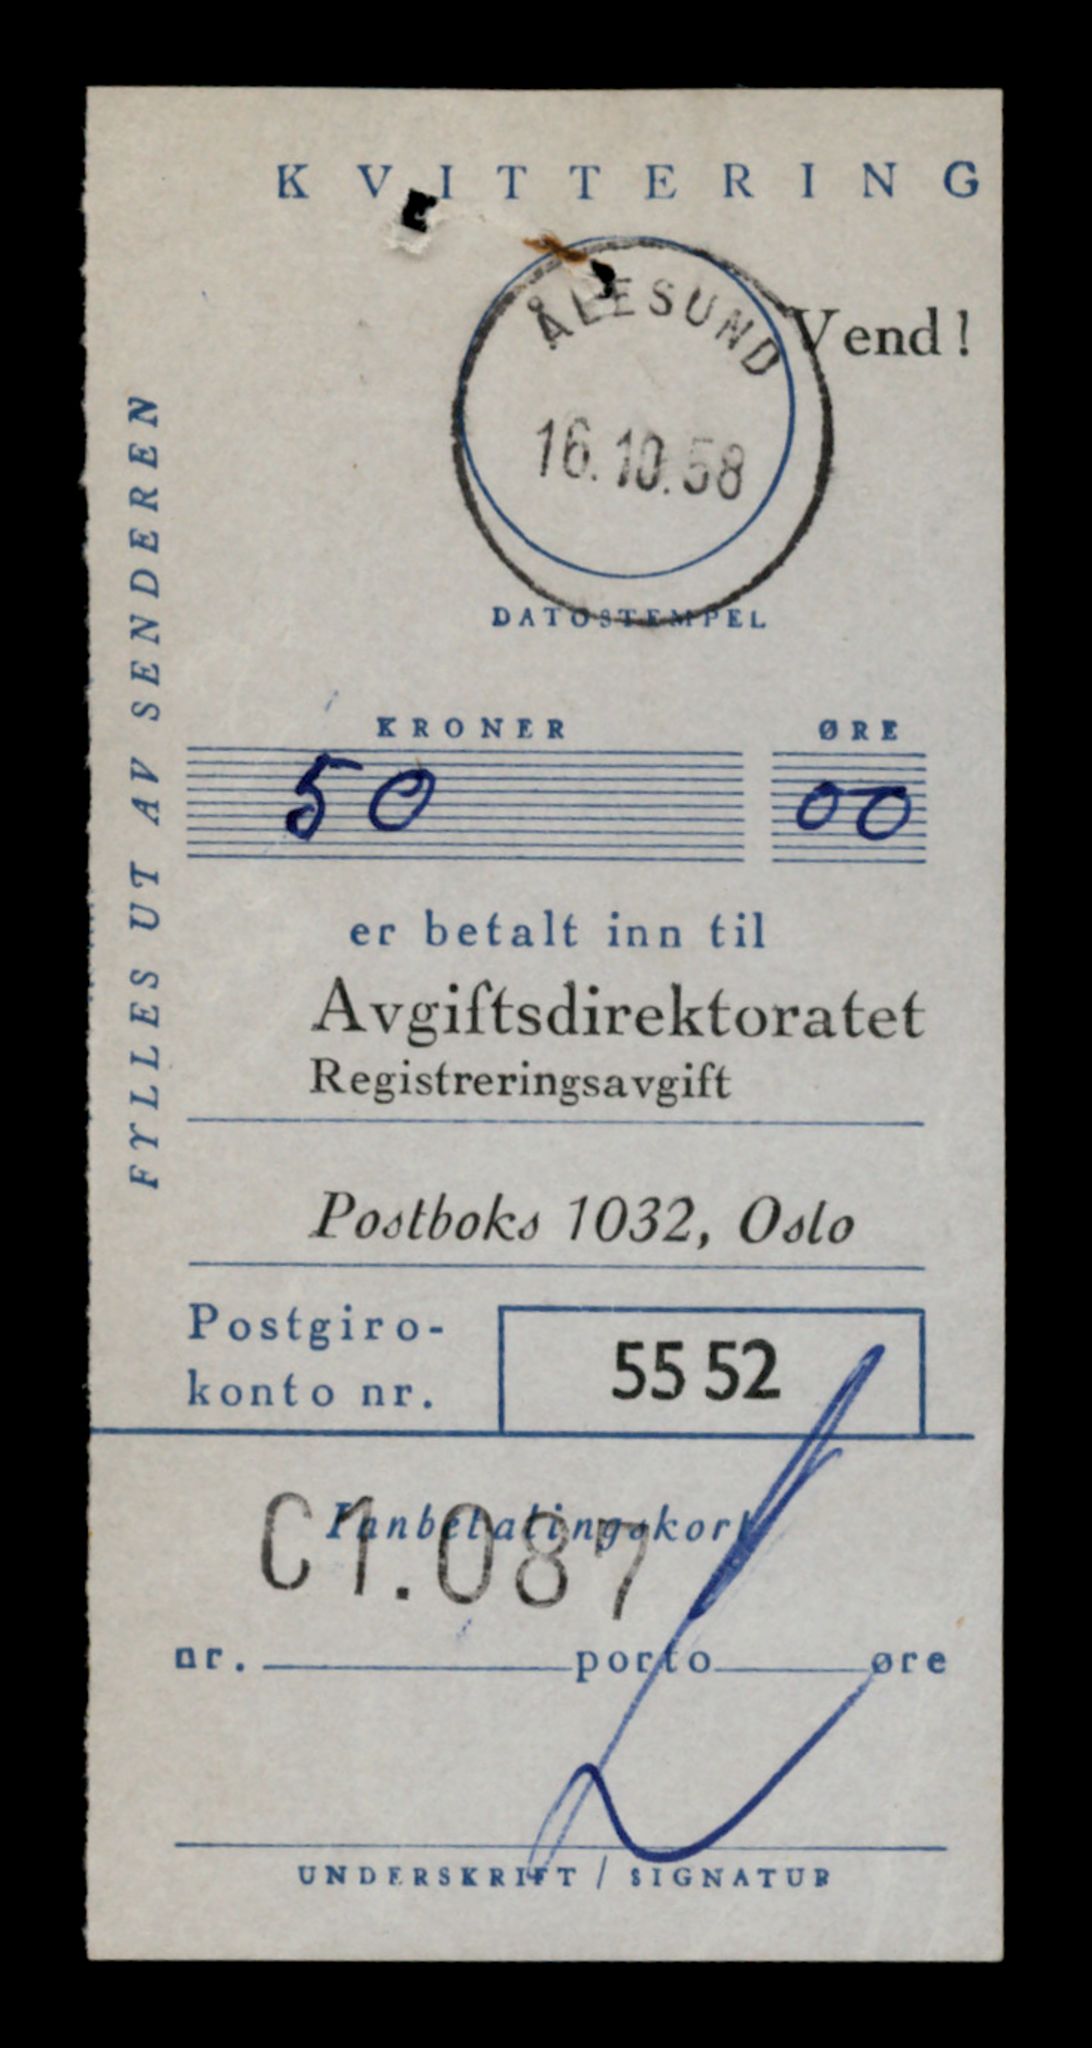 KVITTERING
Vend!
ÅLESUND
16.10.58
DATOSTEMPEL
FYLLES UT AV SENDEREN
KRONER ØRE
50 00
er betalt inn til
Avgiftsdirektoratet
Registreringsavgift
Postboks 1032, Oslo
Postgiro-
konto nr.
55 52
Innbetalingskort
C1.087
nr. porto øre
UNDERSKRIFT / SIGNATUR